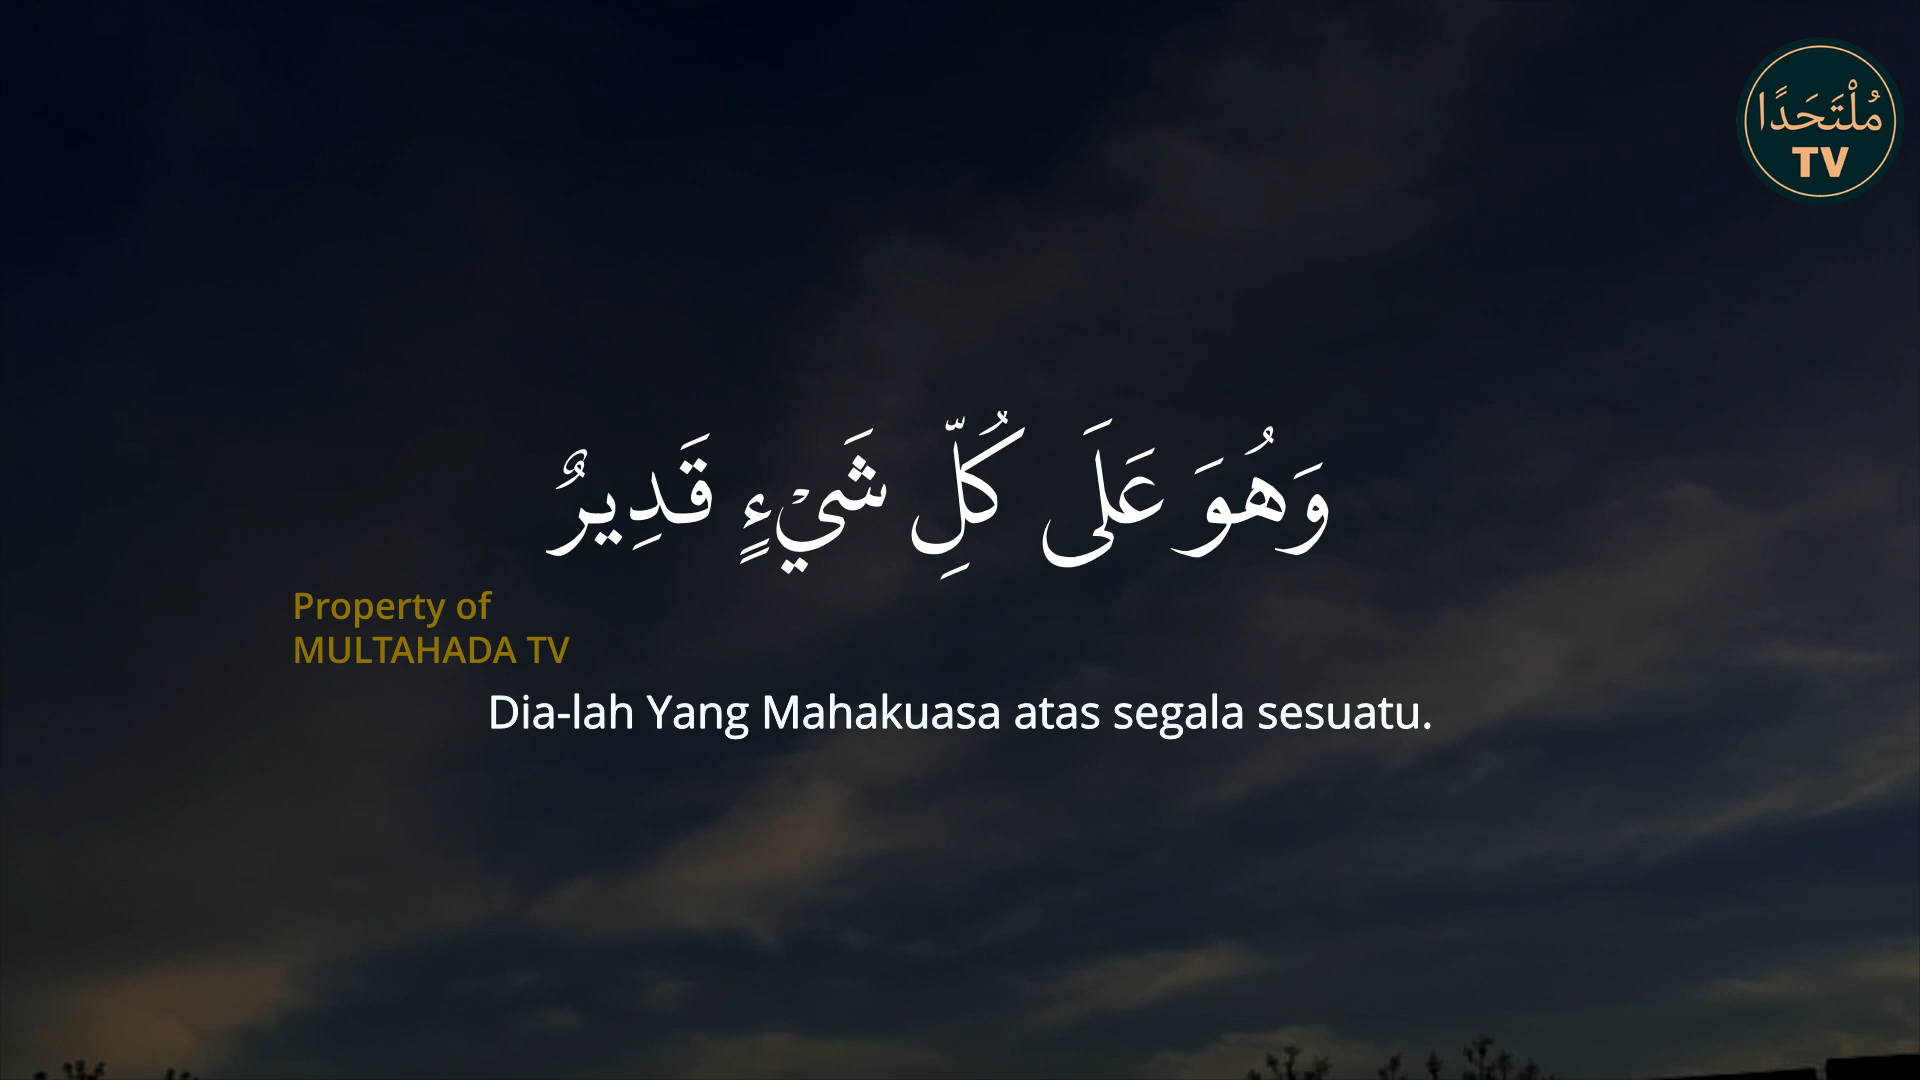 مُلْتَحَدًا
TV
وَهُوَ عَلَى كُلِّ شَيْءٍ قَدِيرٌ
Property of
MULTAHADA TV
Dia-lah Yang Mahakuasa atas segala sesuatu.